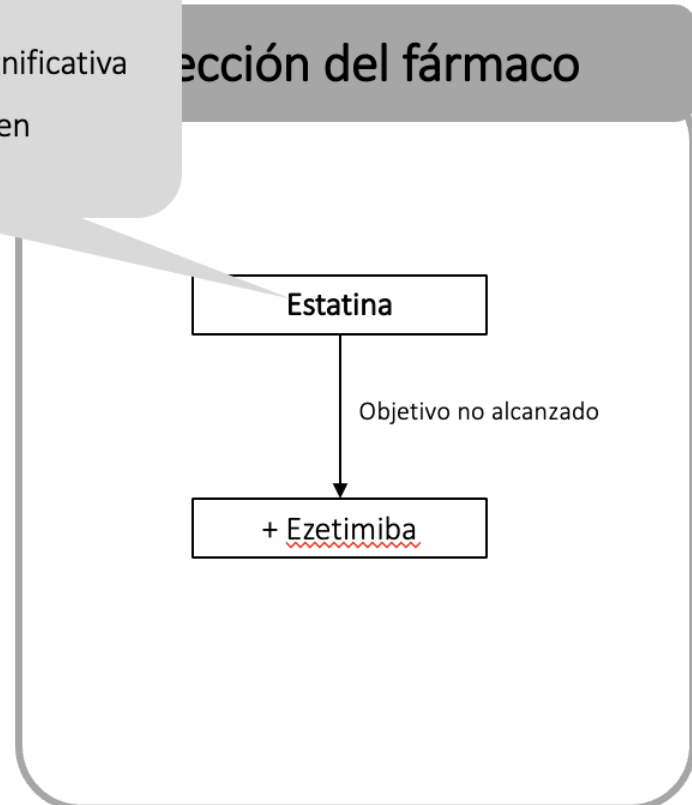 nificativa
en
ección del fármaco
Estatina
Objetivo no alcanzado
+ Ezetimiba